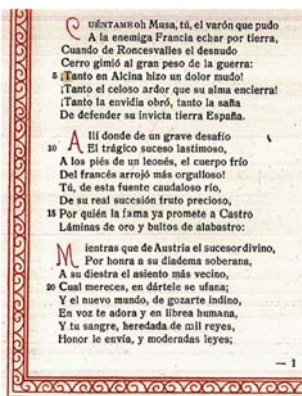 CUÉNTAMEOh Musa, tú, el varón que pudo
A la enemiga Francia echar por tierra,
Cuando de Roncesvalles el desnudo
Cerro gimió al gran peso de la guerra:
5 ¡Tanto en Alcina hizo un dolor mudo!
¡Tanto el celoso ardor que su alma encierra!
¡Tanto la envidia obró, tanto la saña
De defender su invicta tierra España.
Allí donde de un grave desafío
10 El trágico suceso lastimoso,
A los piés de un leonés, el cuerpo frío
Del francés arrojó más orgulloso!
Tú, de esta fuente caudaloso río,
De su real sucesión fruto precioso,
15 Por quién la fama ya promete a Castro
Láminas de oro y bultos de alabastro:
Mientras que de Austria el sucesordivino,
Por honra a su diadema soberana,
A su diestra el asiento más vecino,
20 Cual mereces, en dártele se ufana;
Y el nuevo mundo, de gozarte indino,
En voz te adora y en librea humana,
Y tu sangre, heredada de mil reyes,
Honor le envía, y moderadas leyes;
— 1